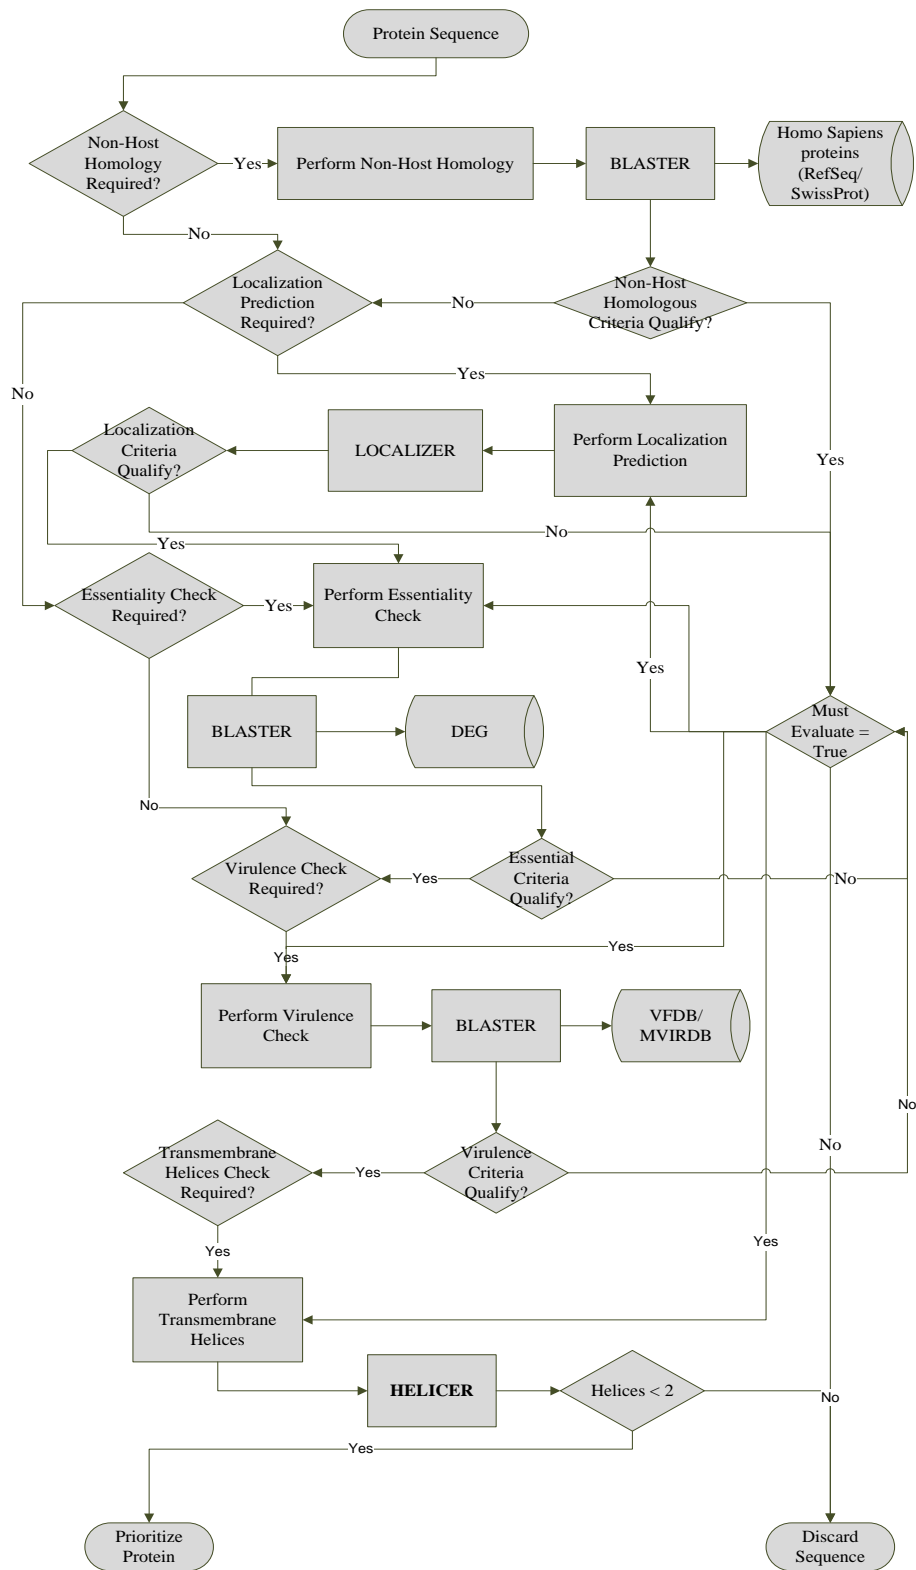 Protein Sequence
Non-Host
Homology
Required?
Yes
Perform Non-Host Homology
BLASTER
Homo Sapiens
proteins
(RefSeq/
SwissProt)
No
Localization
Prediction
Required?
No
Non-Host
Homologous
Criteria Qualify?
Yes
No
Localization
Criteria
Qualify?
LOCALIZER
Perform Localization
Prediction
Yes
No
Yes
Essentiality Check
Required?
Yes
Perform Essentiality
Check
Yes
BLASTER
DEG
Must
Evaluate =
True
No
Virulence Check
Required?
Yes
Essential
Criteria
Qualify?
No
Yes
Yes
Perform Virulence
Check
BLASTER
VFDB/
MVIRDB
No
Transmembrane
Helices Check
Required?
Yes
Virulence
Criteria
Qualify?
No
Yes
Yes
Perform
Transmembrane
Helices
HELICER
Helices < 2
No
Yes
Prioritize
Protein
Discard
Sequence